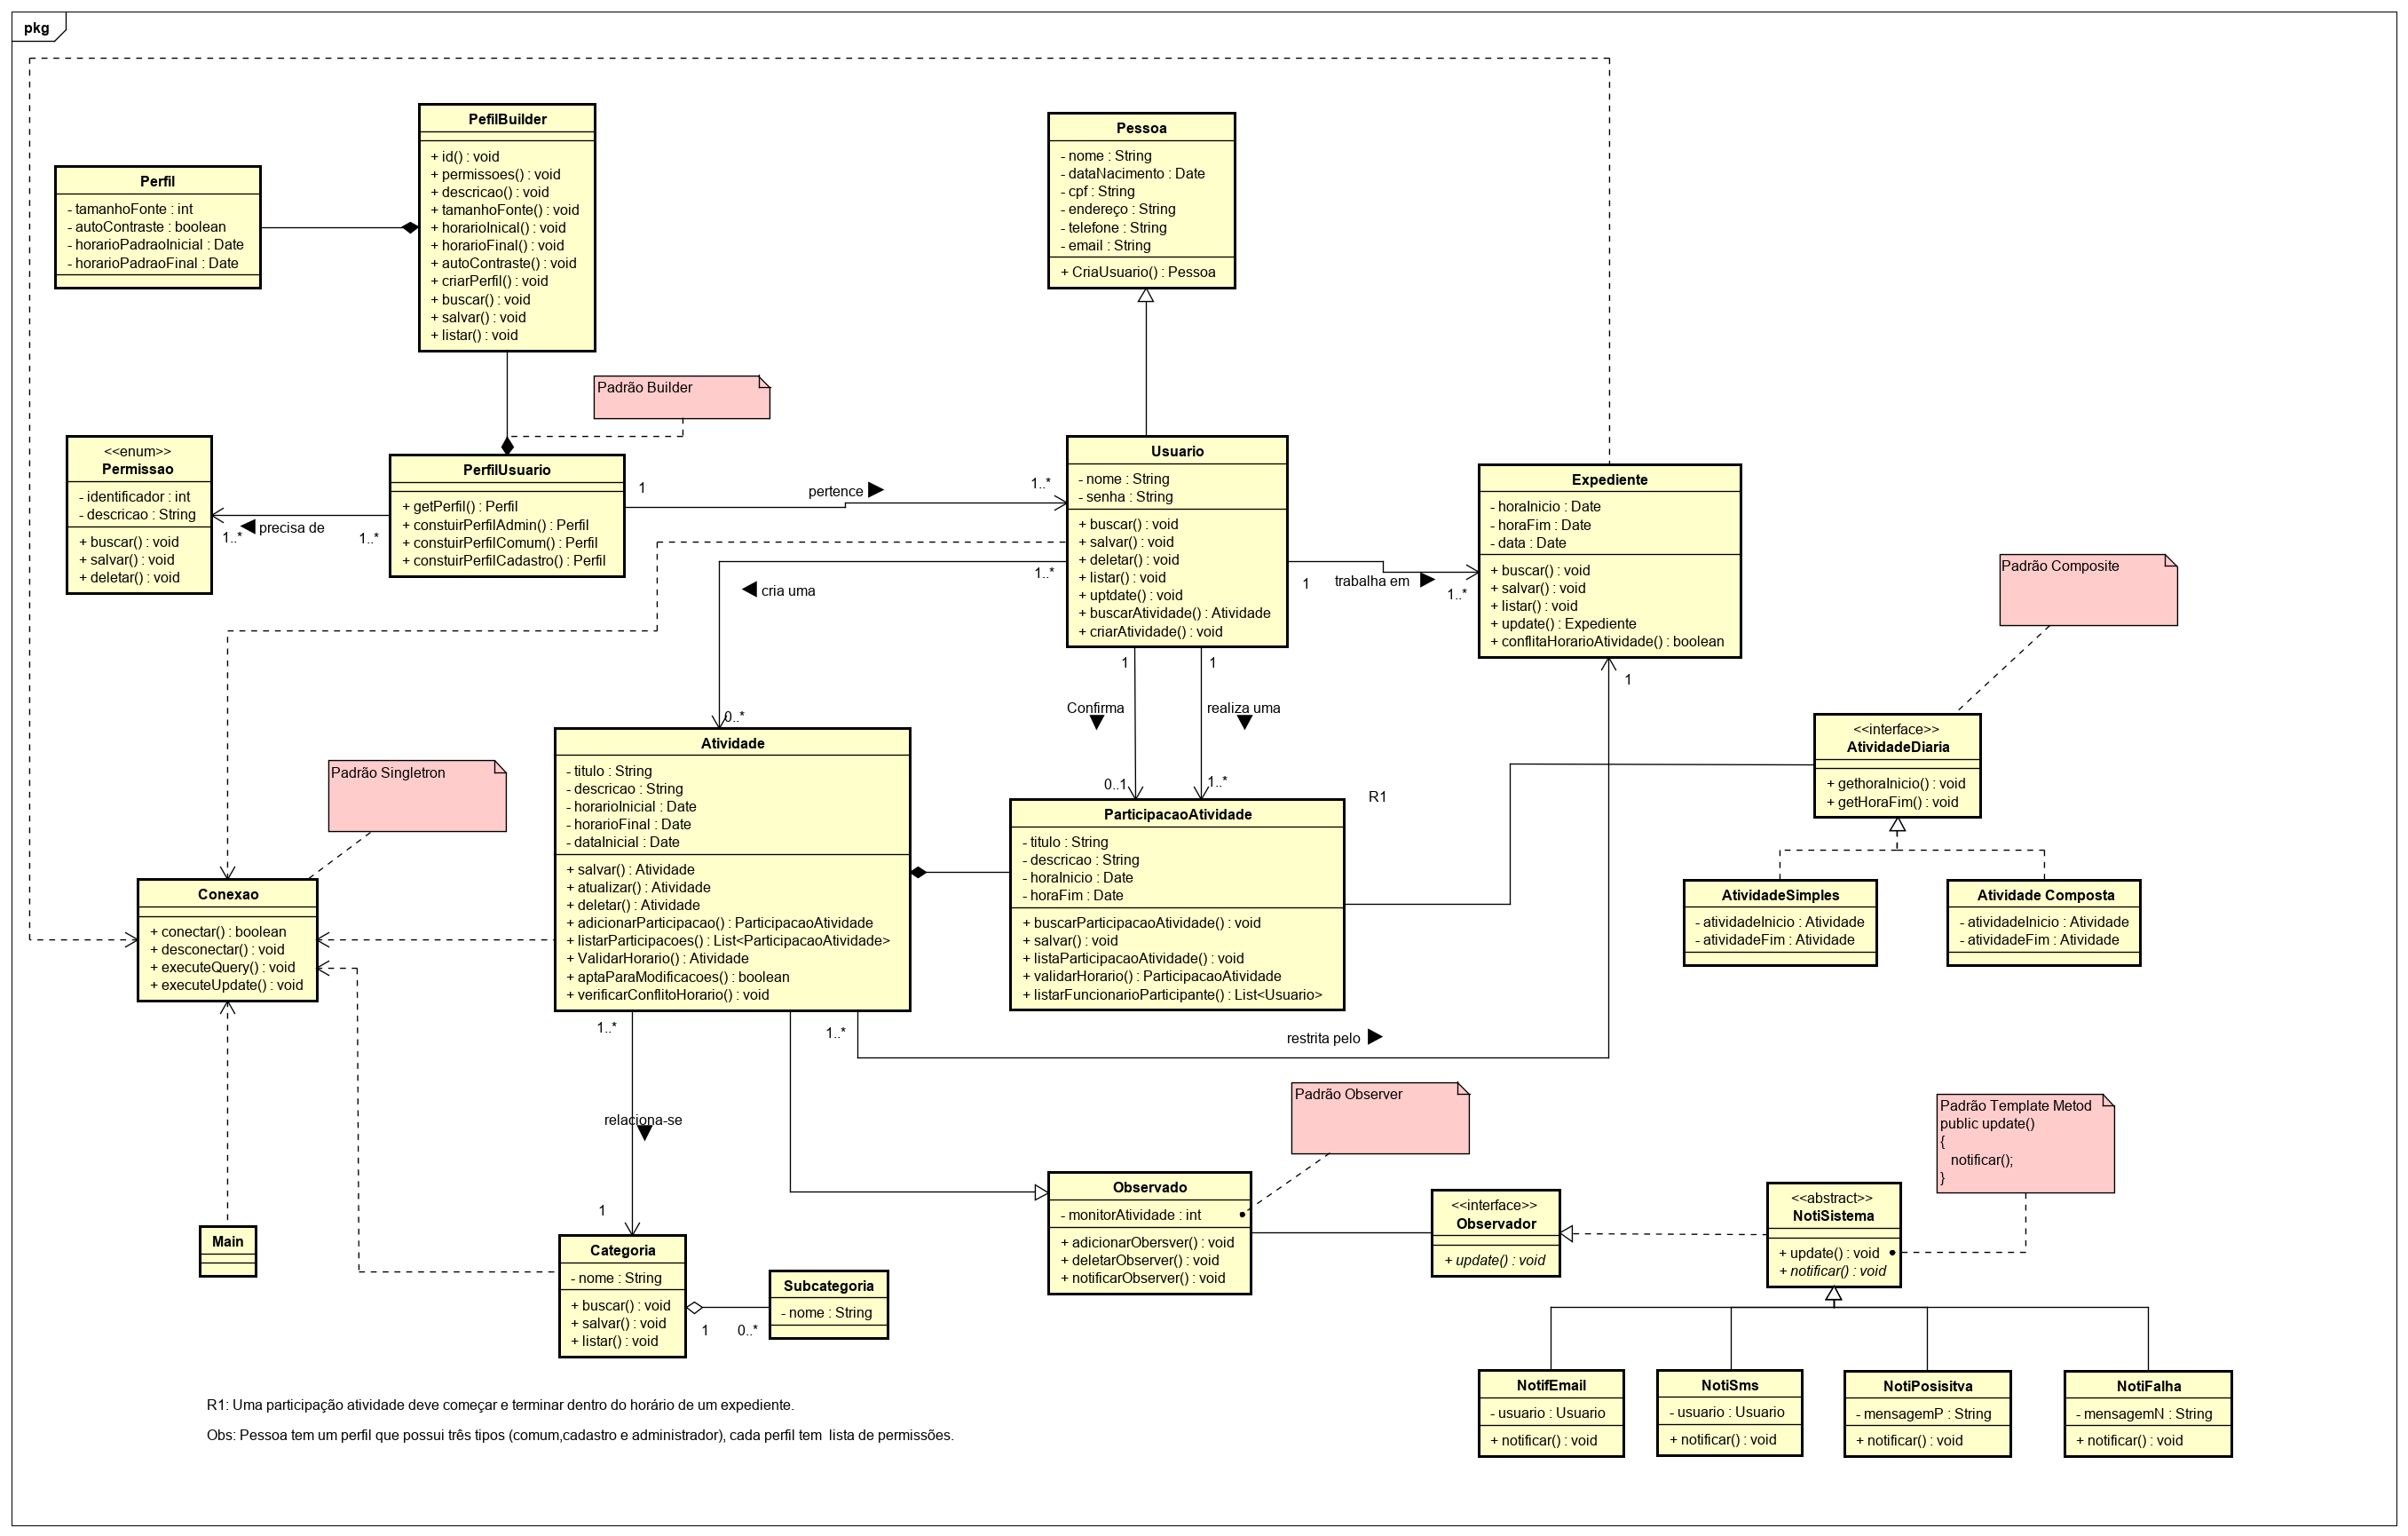 pkg
PefilBuilder
+ id() : void
+ permissoes() : void
+ descricao() : void
+ tamanhoFonte() : void
+ horarioInical() : void
+ horarioFinal() : void
+ autoContraste() : void
+ criarPerfil() : void
+ buscar() : void
+ salvar() : void
+ listar() : void
Pessoa
- nome : String
- dataNacimento : Date
- cpf : String
- endereço : String
- telefone : String
- email : String
+ CriaUsuario() : Pessoa
Perfil
- tamanhoFonte : int
- autoContraste : boolean
- horarioPadraoInicial : Date
- horarioPadraoFinal : Date
Padrão Builder
<<enum>>
Permissao
- identificador : int
- descricao : String
+ buscar() : void
+ salvar() : void
+ deletar() : void
1..*
precisa de
1..*
PerfilUsuario
+ getPerfil() : Perfil
+ constuirPerfilAdmin() : Perfil
+ constuirPerfilComum() : Perfil
+ constuirPerfilCadastro() : Perfil
1
pertence
1..*
Usuario
- nome : String
- senha : String
+ buscar() : void
+ salvar() : void
+ deletar() : void
+ listar() : void
+ uptdate() : void
+ buscarAtividade() : Atividade
+ criarAtividade() : void
1
trabalha em
1..*
Expediente
- horaInicio : Date
- horaFim : Date
- data : Date
+ buscar() : void
+ salvar() : void
+ listar() : void
+ update() : Expediente
+ conflitaHorarioAtividade() : boolean
1
1..*
cria uma
0..*
1
Confirma
0..1
1
realiza uma
1..*
Padrão Composite
<<interface>>
AtividadeDiaria
+ gethoraInicio() : void
+ getHoraFim() : void
AtividadeSimples
- atividadeInicio : Atividade
- atividadeFim : Atividade
Atividade Composta
- atividadeInicio : Atividade
- atividadeFim : Atividade
R1
Padrão Singletron
Conexao
+ conectar() : boolean
+ desconectar() : void
+ executeQuery() : void
+ executeUpdate() : void
Atividade
- titulo : String
- descricao : String
- horarioInicial : Date
- horarioFinal : Date
- dataInicial : Date
+ salvar() : Atividade
+ atualizar() : Atividade
+ deletar() : Atividade
+ adicionarParticipacao() : ParticipacaoAtividade
+ listarParticipacoes() : List<ParticipacaoAtividade>
+ ValidarHorario() : Atividade
+ aptaParaModificacoes() : boolean
+ verificarConflitoHorario() : void
ParticipacaoAtividade
- titulo : String
- descricao : String
- horaInicio : Date
- horaFim : Date
+ buscarParticipacaoAtividade() : void
+ salvar() : void
+ listaParticipacaoAtividade() : void
+ validarHorario() : ParticipacaoAtividade
+ listarFuncionarioParticipante() : List<Usuario>
1..*
1..*
restrita pelo
relaciona-se
1
Main
Categoria
- nome : String
+ buscar() : void
+ salvar() : void
+ listar() : void
1
0..*
Subcategoria
- nome : String
Padrão Observer
Observado
- monitorAtividade : int
+ adicionarObersver() : void
+ deletarObserver() : void
+ notificarObserver() : void
<<interface>>
Observador
+ update() : void
Padrão Template Metod
public update()
{
notificar();
}
<<abstract>>
NotiSistema
+ update() : void
+ notificar() : void
NotifEmail
- usuario : Usuario
+ notificar() : void
NotiSms
- usuario : Usuario
+ notificar() : void
NotiPosisitva
- mensagemP : String
+ notificar() : void
NotiFalha
- mensagemN : String
+ notificar() : void
R1: Uma participação atividade deve começar e terminar dentro do horário de um expediente.
Obs: Pessoa tem um perfil que possui três tipos (comum,cadastro e administrador), cada perfil tem  lista de permissões.